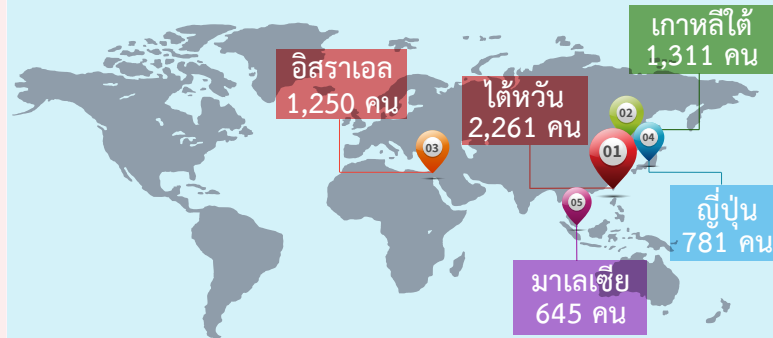 เกาหลีใต้
1,311 คน
อิสราเอล
1,250 คน
ไต้หวัน
2,261 คน
02
03
01
04
05
ญี่ปุ่น
781 คน
มาเลเซีย
645 คน